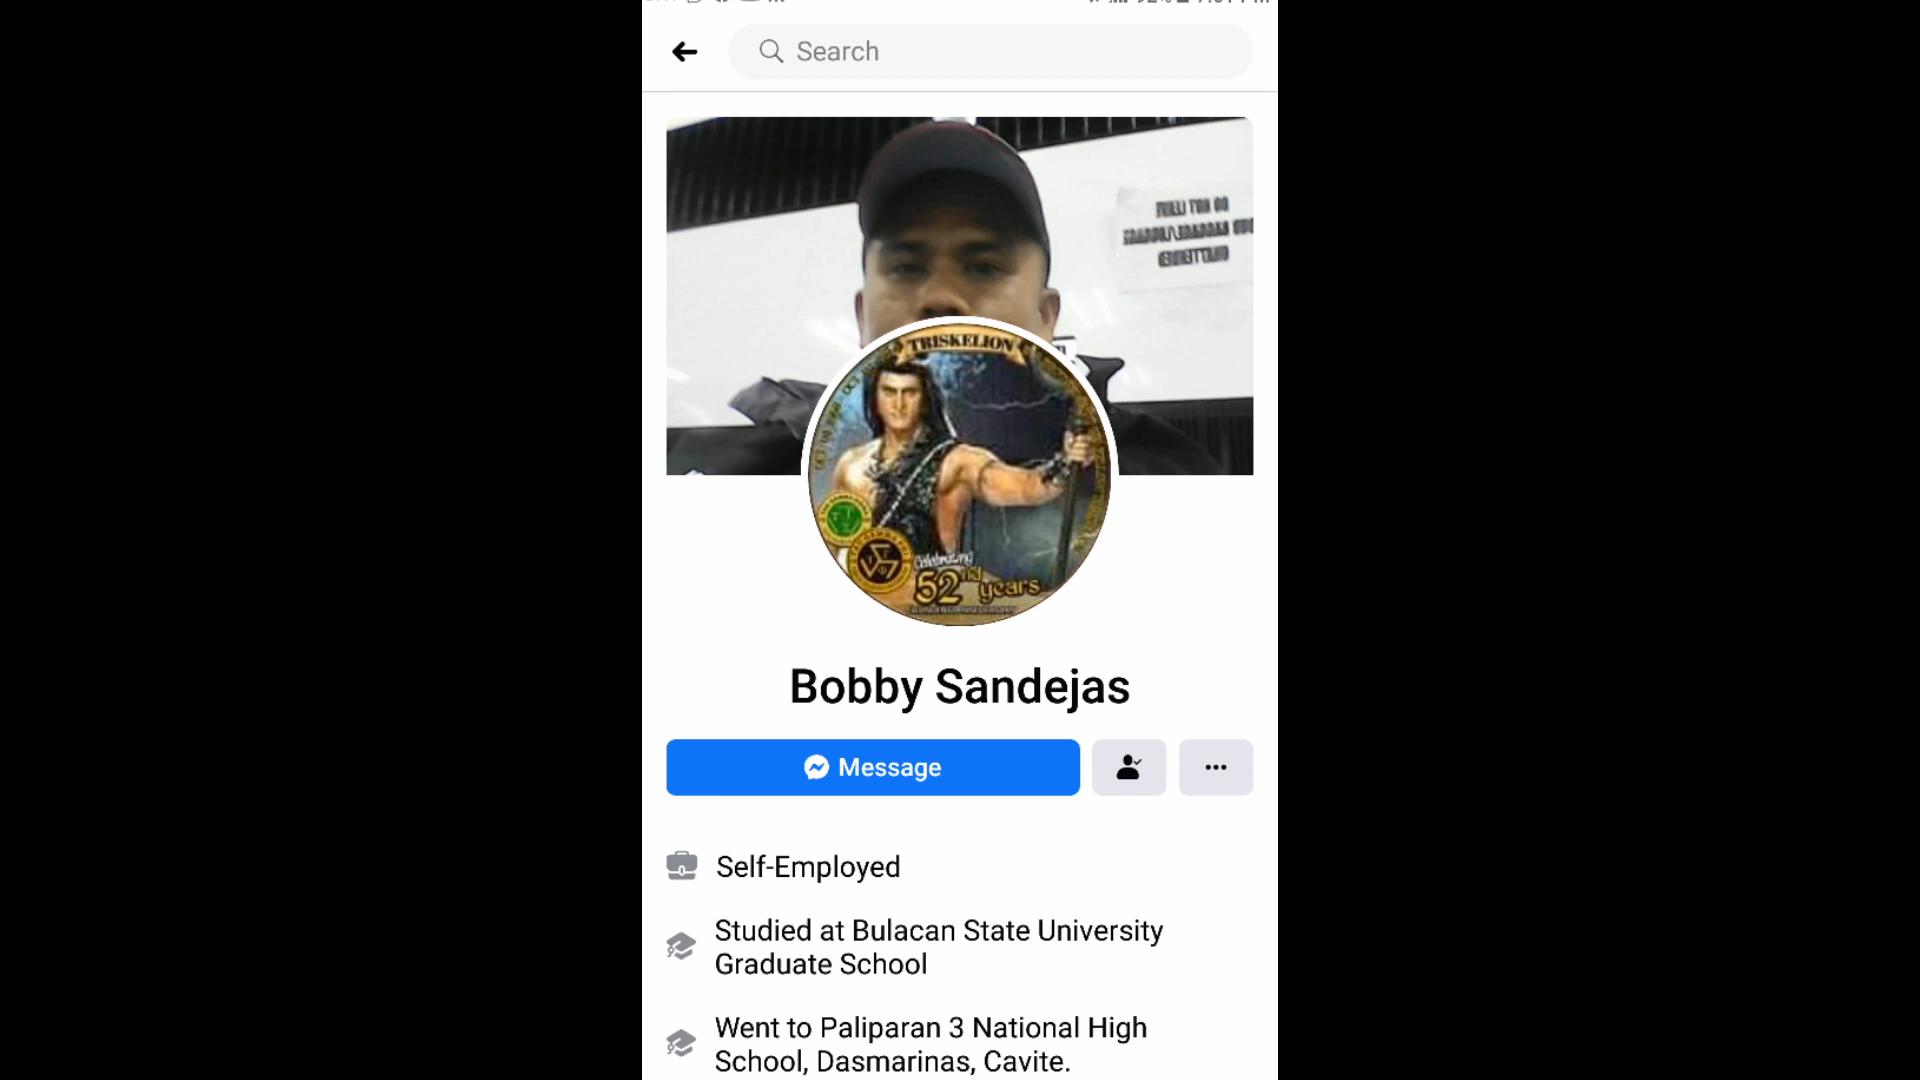 Search
TRISKELION
Celebrating
52nd years
Bobby Sandejas
Message
Self-Employed
Studied at Bulacan State University
Graduate School
Went to Paliparan 3 National High
School, Dasmarinas, Cavite.